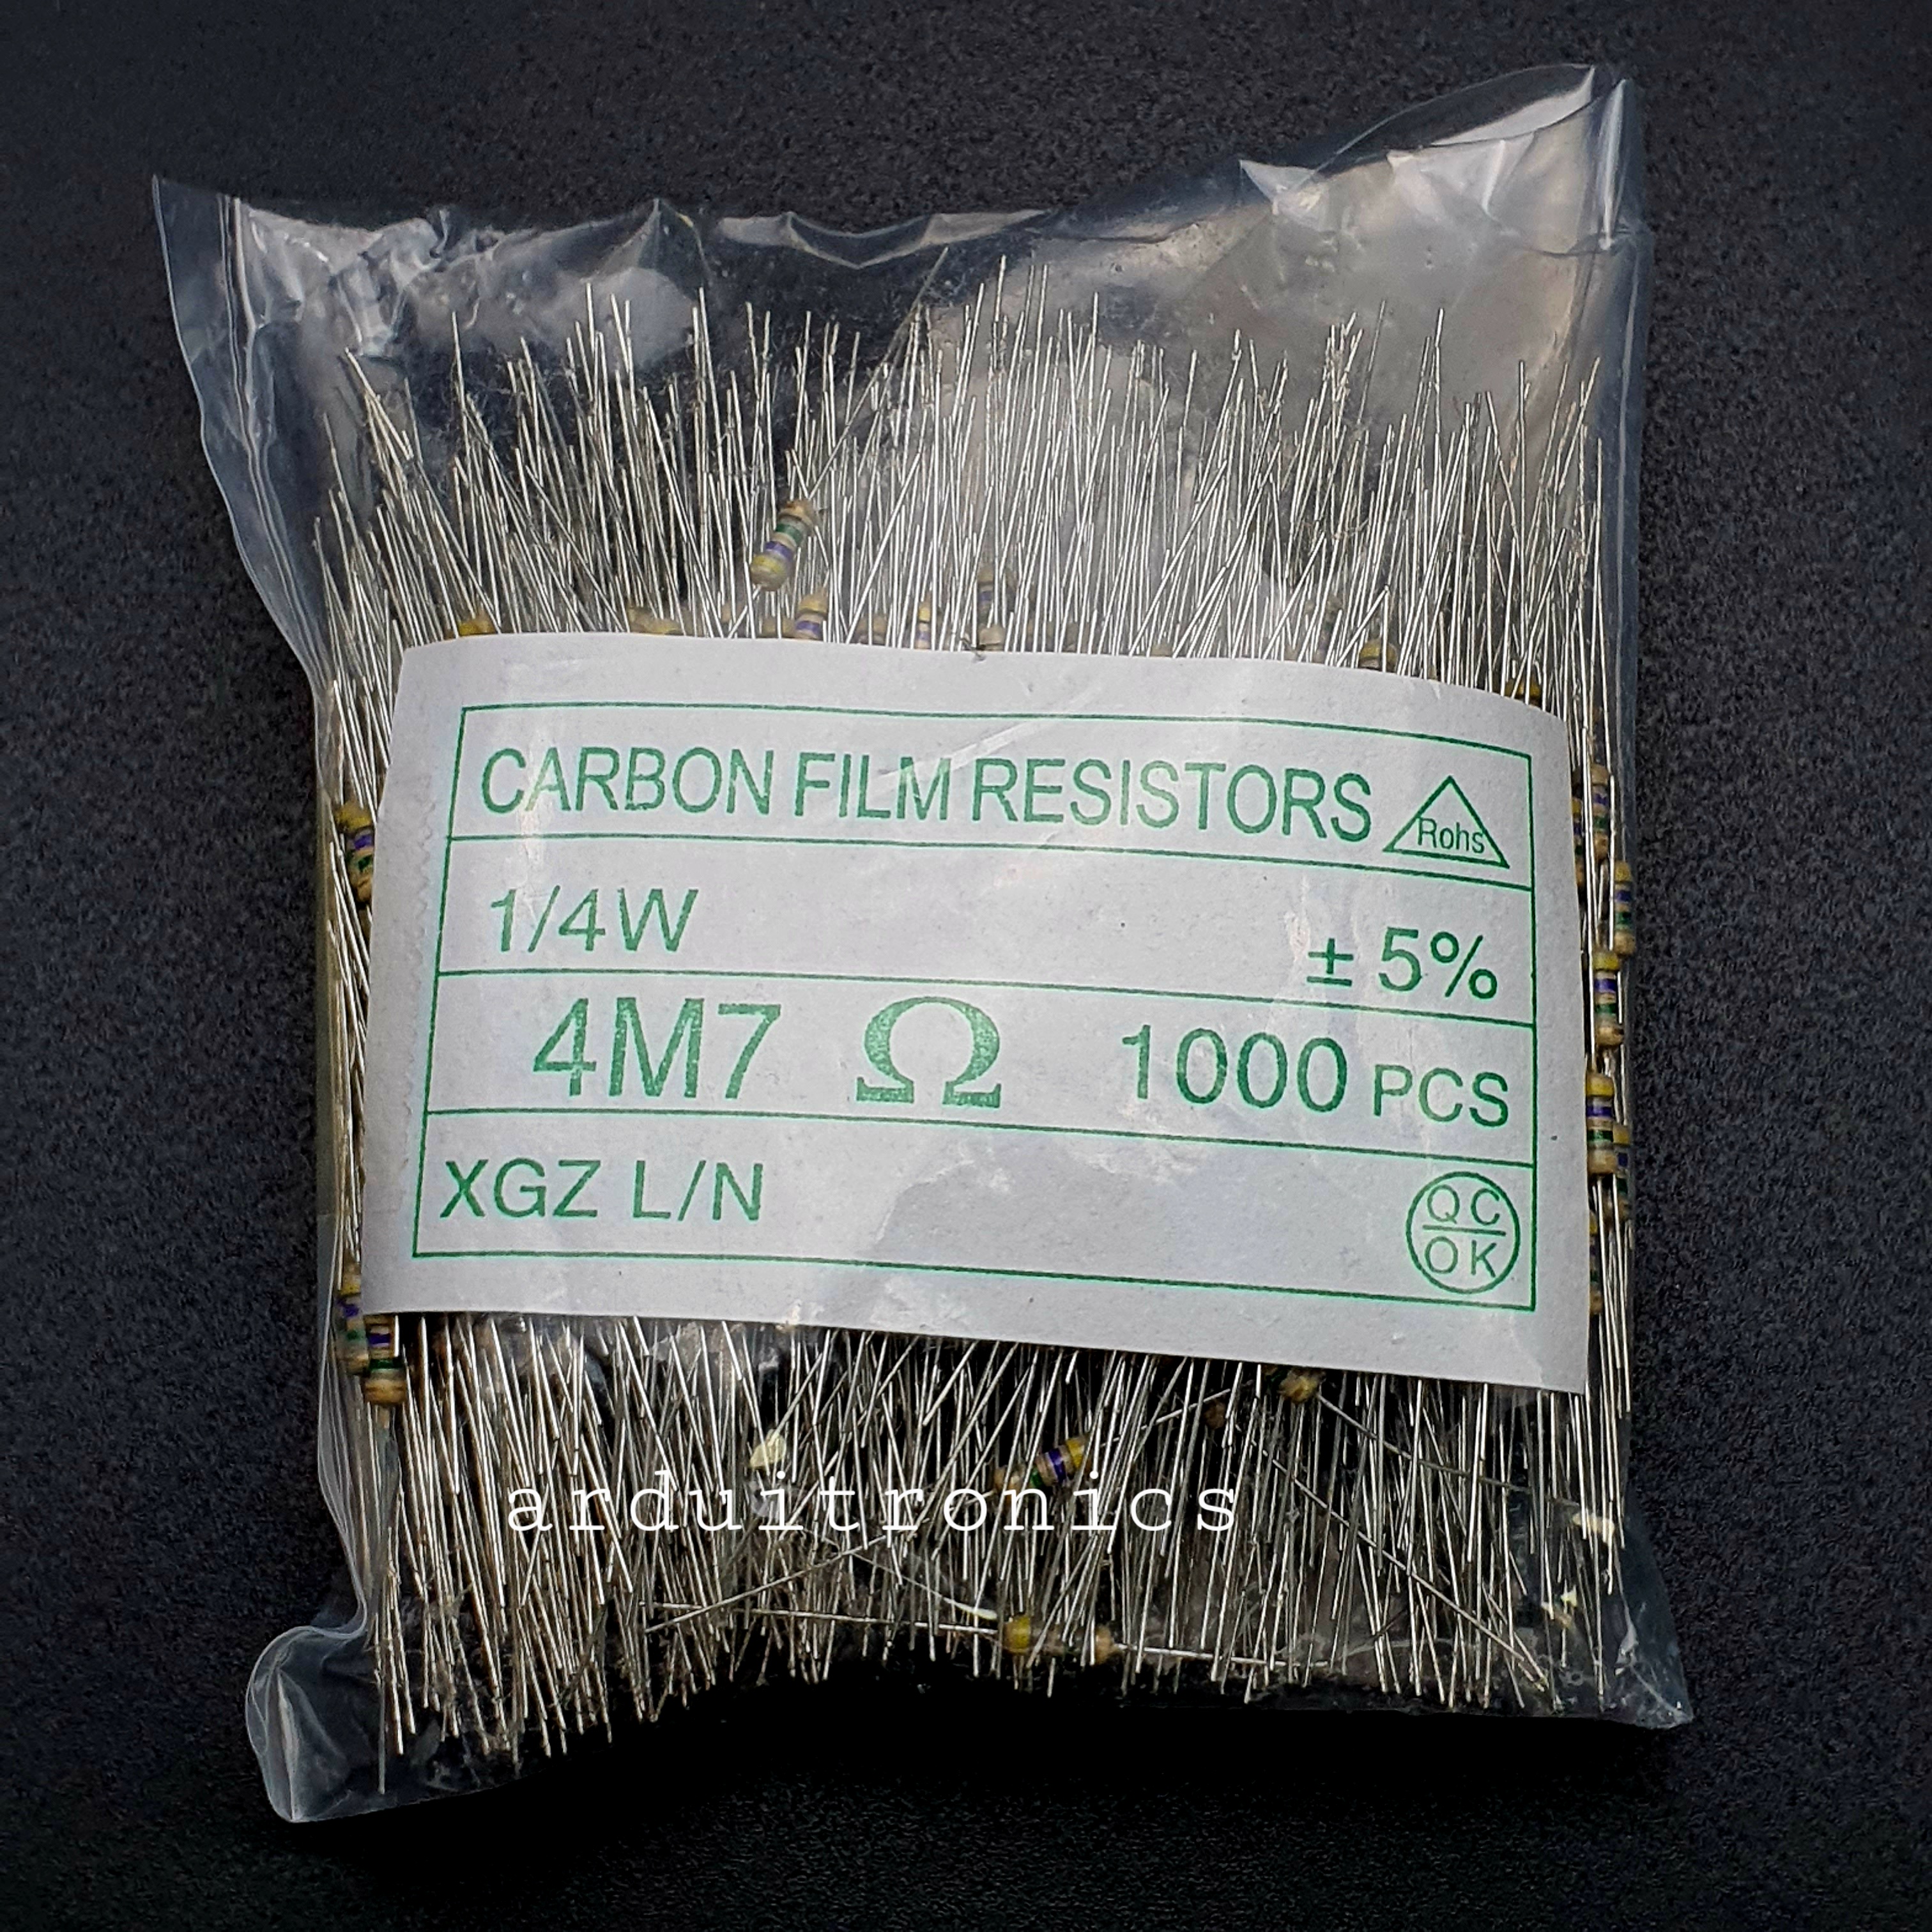 CARBON FILM RESISTORS Rohs
1/4W ± 5%
4M7 Ω 1000 PCS
XGZ L/N
QC
OK
arduitronics